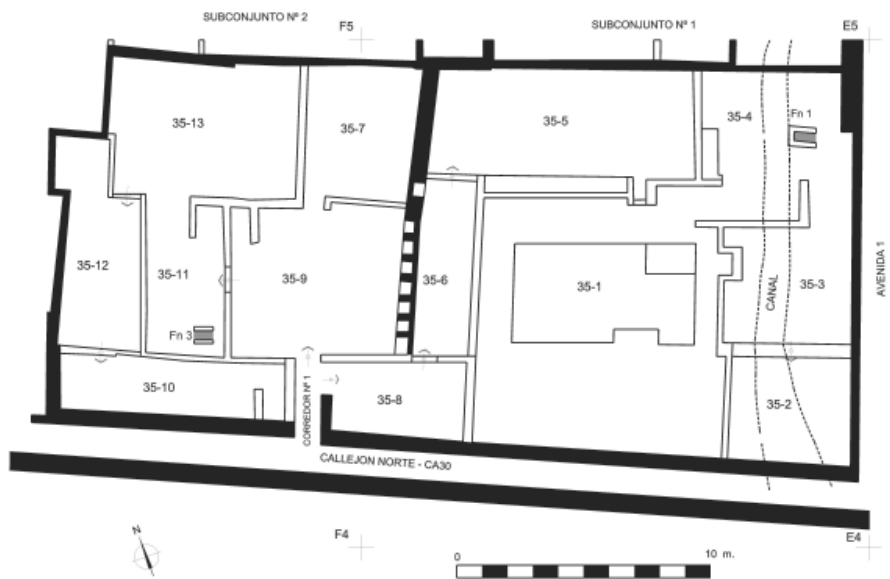 SUBCONJUNTO Nº 2
F5
SUBCONJUNTO Nº 1
E5
35-13
35-7
35-5
35-4
Fn 1
35-12
35-11
35-9
35-6
35-1
CANAL
35-3
AVENIDA 1
Fn 3
35-10
CORREDOR Nº 1
35-8
35-2
CALLEJON NORTE - CA30
N
F4
E4
0
10 m.